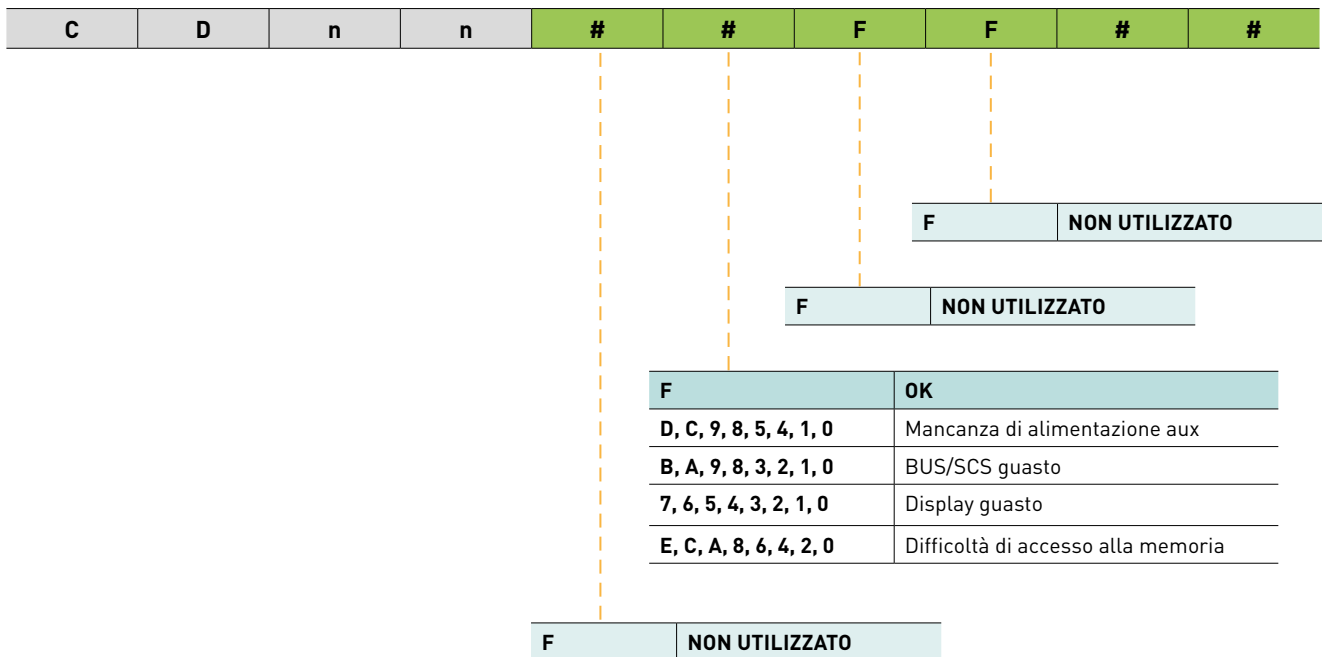 C D n n # # F F # #
F NON UTILIZZATO
F NON UTILIZZATO
F OK
D, C, 9, 8, 5, 4, 1, 0 Mancanza di alimentazione aux
B, A, 9, 8, 3, 2, 1, 0 BUS/SCS guasto
7, 6, 5, 4, 3, 2, 1, 0 Display guasto
E, C, A, 8, 6, 4, 2, 0 Difficoltà di accesso alla memoria
F NON UTILIZZATO